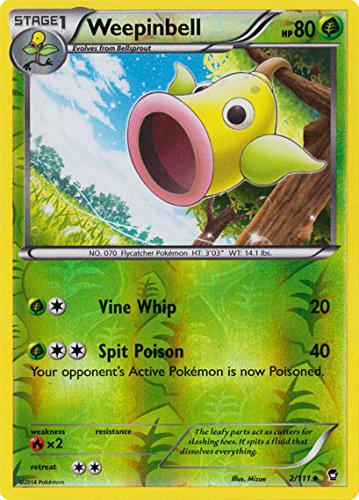 STAGE1
Weepinbell
HP80
Evolves from Bellsprout
NO. 070 Flycatcher Pokémon HT: 3'03" WT: 14.1 lbs.
Vine Whip 20
Spit Poison 40
Your opponent's Active Pokémon is now Poisoned.
weakness
resistance
×2
The leafy parts act as cutters for
slashing foes. It spits a fluid that
dissolves everything.
retreat
©2014 Pokémon
Illus. Mizue
2/111